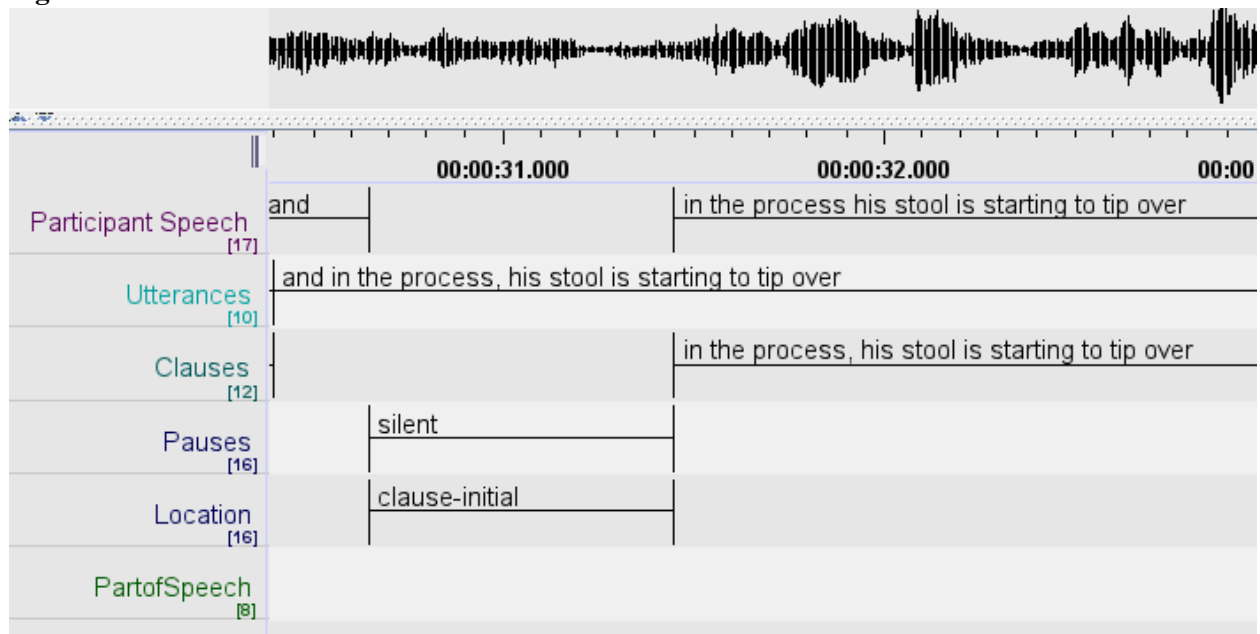 00:00:31.000 00:00:32.000 00:00
Participant Speech [17] and in the process his stool is starting to tip over
Utterances [10] and in the process, his stool is starting to tip over
Clauses [12] in the process, his stool is starting to tip over
Pauses [16] silent
Location [16] clause-initial
PartofSpeech [8]